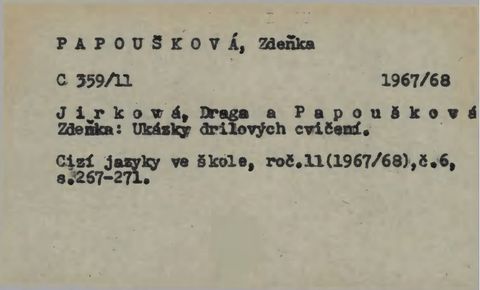 P A P O U Š K O V Á, Zdeňka
C 359/11 1967/68
J i r k o v á, Draga a P a p o u š k o v á
Zdeňka: Ukázky drilových cvičení.
Cizí jazyky ve škole, roč.11(1967/68),č.6,
s.267-271.